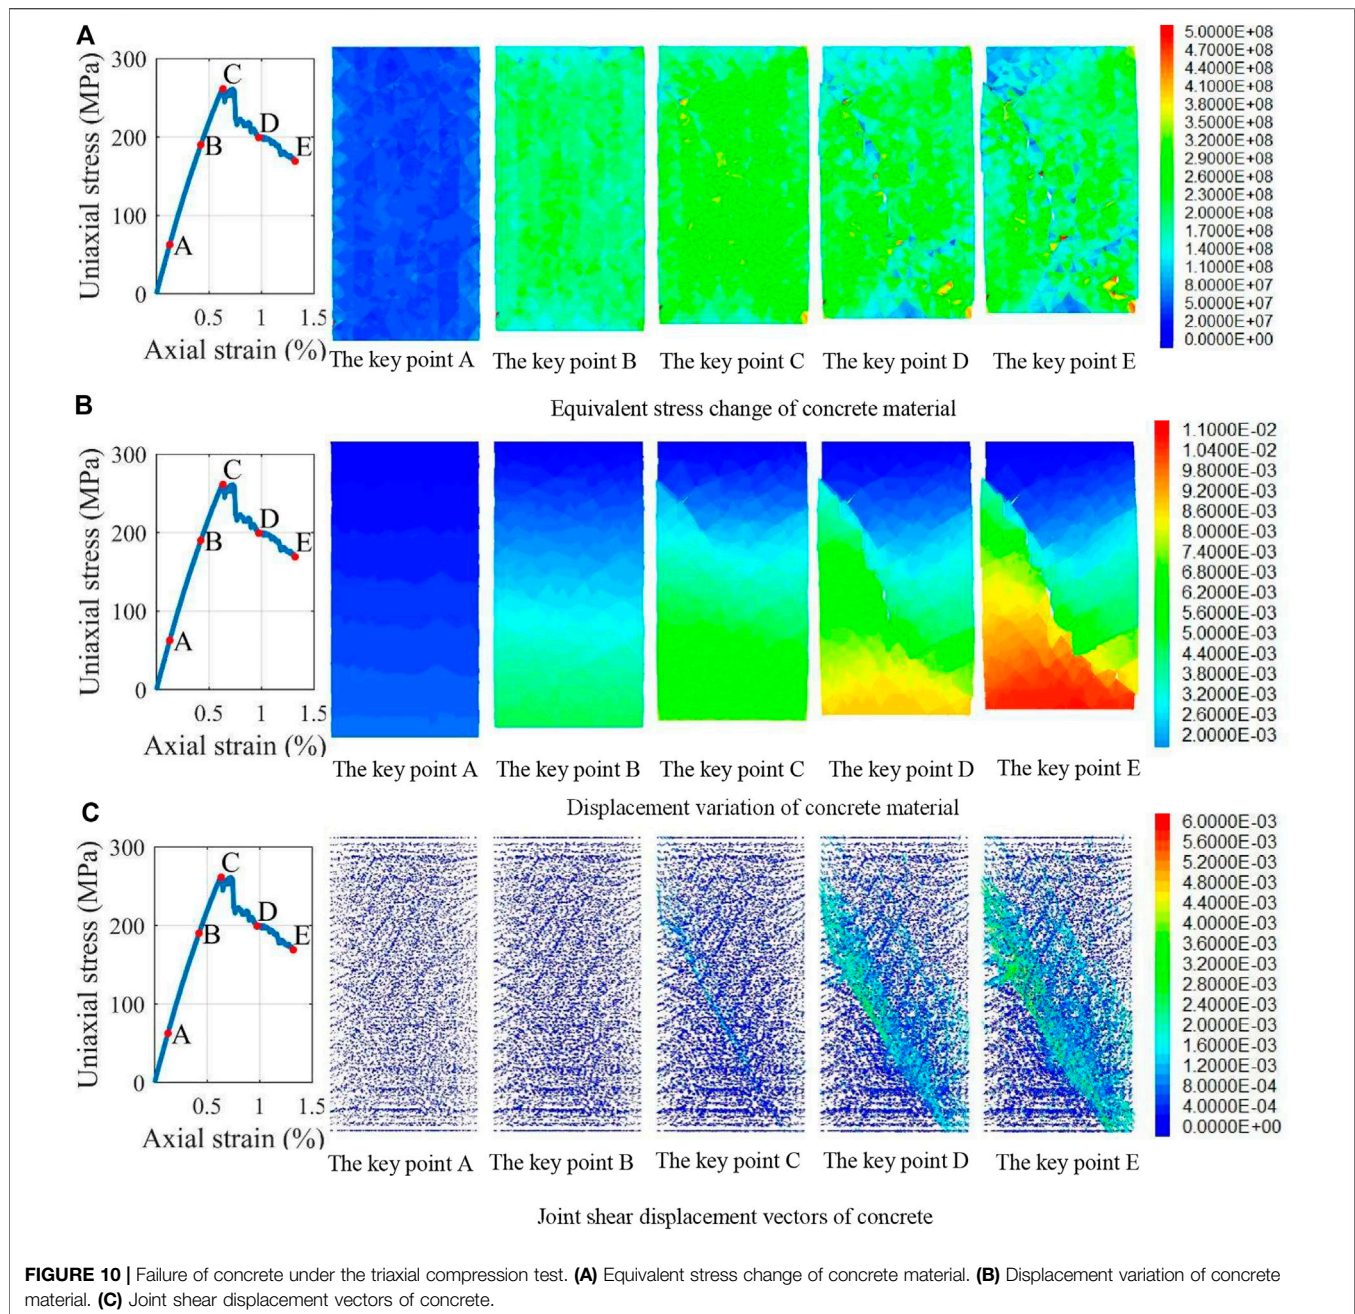 A
Uniaxial stress (MPa)
300
200
100
0
A
B
C
D
E
0.5 1 1.5
Axial strain (%)
The key point A The key point B The key point C The key point D The key point E
5.0000E+08
4.7000E+08
4.4000E+08
4.1000E+08
3.8000E+08
3.5000E+08
3.2000E+08
2.9000E+08
2.6000E+08
2.3000E+08
2.0000E+08
1.7000E+08
1.4000E+08
1.1000E+08
8.0000E+07
5.0000E+07
2.0000E+07
0.0000E+00
Equivalent stress change of concrete material
B
Uniaxial stress (MPa)
300
200
100
0
A
B
C
D
E
0.5 1 1.5
Axial strain (%)
The key point A The key point B The key point C The key point D The key point E
1.1000E-02
1.0400E-02
9.8000E-03
9.2000E-03
8.6000E-03
8.0000E-03
7.4000E-03
6.8000E-03
6.2000E-03
5.6000E-03
5.0000E-03
4.4000E-03
3.8000E-03
3.2000E-03
2.6000E-03
2.0000E-03
Displacement variation of concrete material
C
Uniaxial stress (MPa)
300
200
100
0
A
B
C
D
E
0.5 1 1.5
Axial strain (%)
The key point A The key point B The key point C The key point D The key point E
6.0000E-03
5.6000E-03
5.2000E-03
4.8000E-03
4.4000E-03
4.0000E-03
3.6000E-03
3.2000E-03
2.8000E-03
2.4000E-03
2.0000E-03
1.6000E-03
1.2000E-03
8.0000E-04
4.0000E-04
0.0000E+00
Joint shear displacement vectors of concrete
FIGURE 10 | Failure of concrete under the triaxial compression test. (A) Equivalent stress change of concrete material. (B) Displacement variation of concrete
material. (C) Joint shear displacement vectors of concrete.